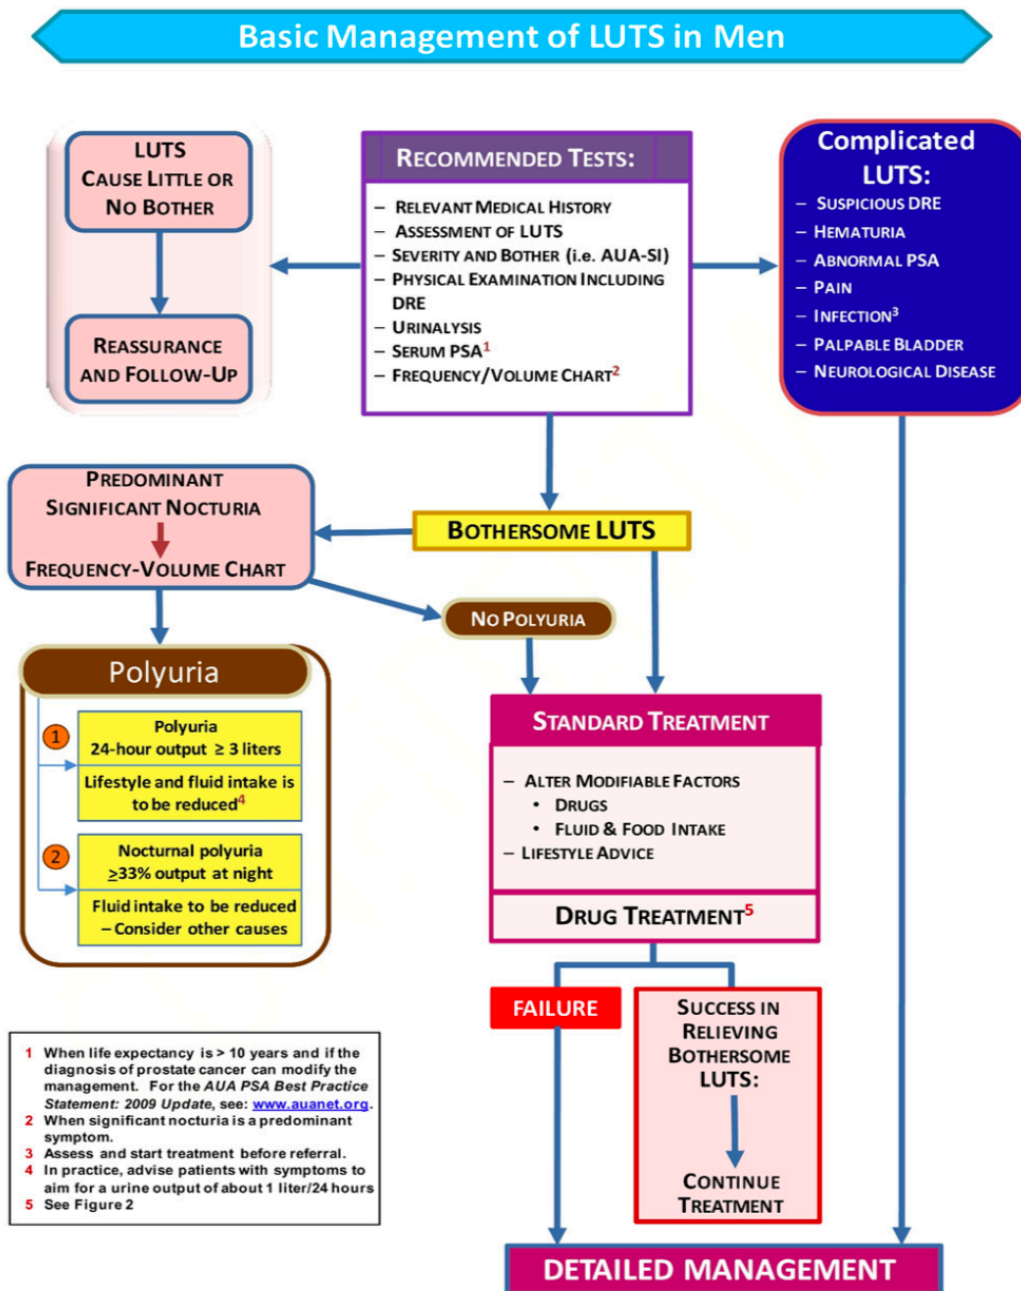 Basic Management of LUTS in Men
LUTS
CAUSE LITTLE OR
NO BOTHER
REASSURANCE
AND FOLLOW-UP
RECOMMENDED TESTS:
– RELEVANT MEDICAL HISTORY
– ASSESSMENT OF LUTS
– SEVERITY AND BOTHER (i.e. AUA-SI)
– PHYSICAL EXAMINATION INCLUDING
DRE
– URINALYSIS
– SERUM PSA1
– FREQUENCY/VOLUME CHART2
Complicated
LUTS:
– SUSPICIOUS DRE
– HEMATURIA
– ABNORMAL PSA
– PAIN
– INFECTION3
– PALPABLE BLADDER
– NEUROLOGICAL DISEASE
PREDOMINANT
SIGNIFICANT NOCTURIA
FREQUENCY-VOLUME CHART
BOTHERSOME LUTS
NO POLYURIA
Polyuria
1
Polyuria
24-hour output ≥ 3 liters
Lifestyle and fluid intake is
to be reduced4
2
Nocturnal polyuria
≥33% output at night
Fluid intake to be reduced
– Consider other causes
STANDARD TREATMENT
– ALTER MODIFIABLE FACTORS
• DRUGS
• FLUID & FOOD INTAKE
– LIFESTYLE ADVICE
DRUG TREATMENT5
FAILURE
SUCCESS IN
RELIEVING
BOTHERSOME
LUTS:
CONTINUE
TREATMENT
1 When life expectancy is > 10 years and if the
diagnosis of prostate cancer can modify the
management. For the AUA PSA Best Practice
Statement: 2009 Update, see: www.auanet.org.
2 When significant nocturia is a predominant
symptom.
3 Assess and start treatment before referral.
4 In practice, advise patients with symptoms to
aim for a urine output of about 1 liter/24 hours
5 See Figure 2
DETAILED MANAGEMENT